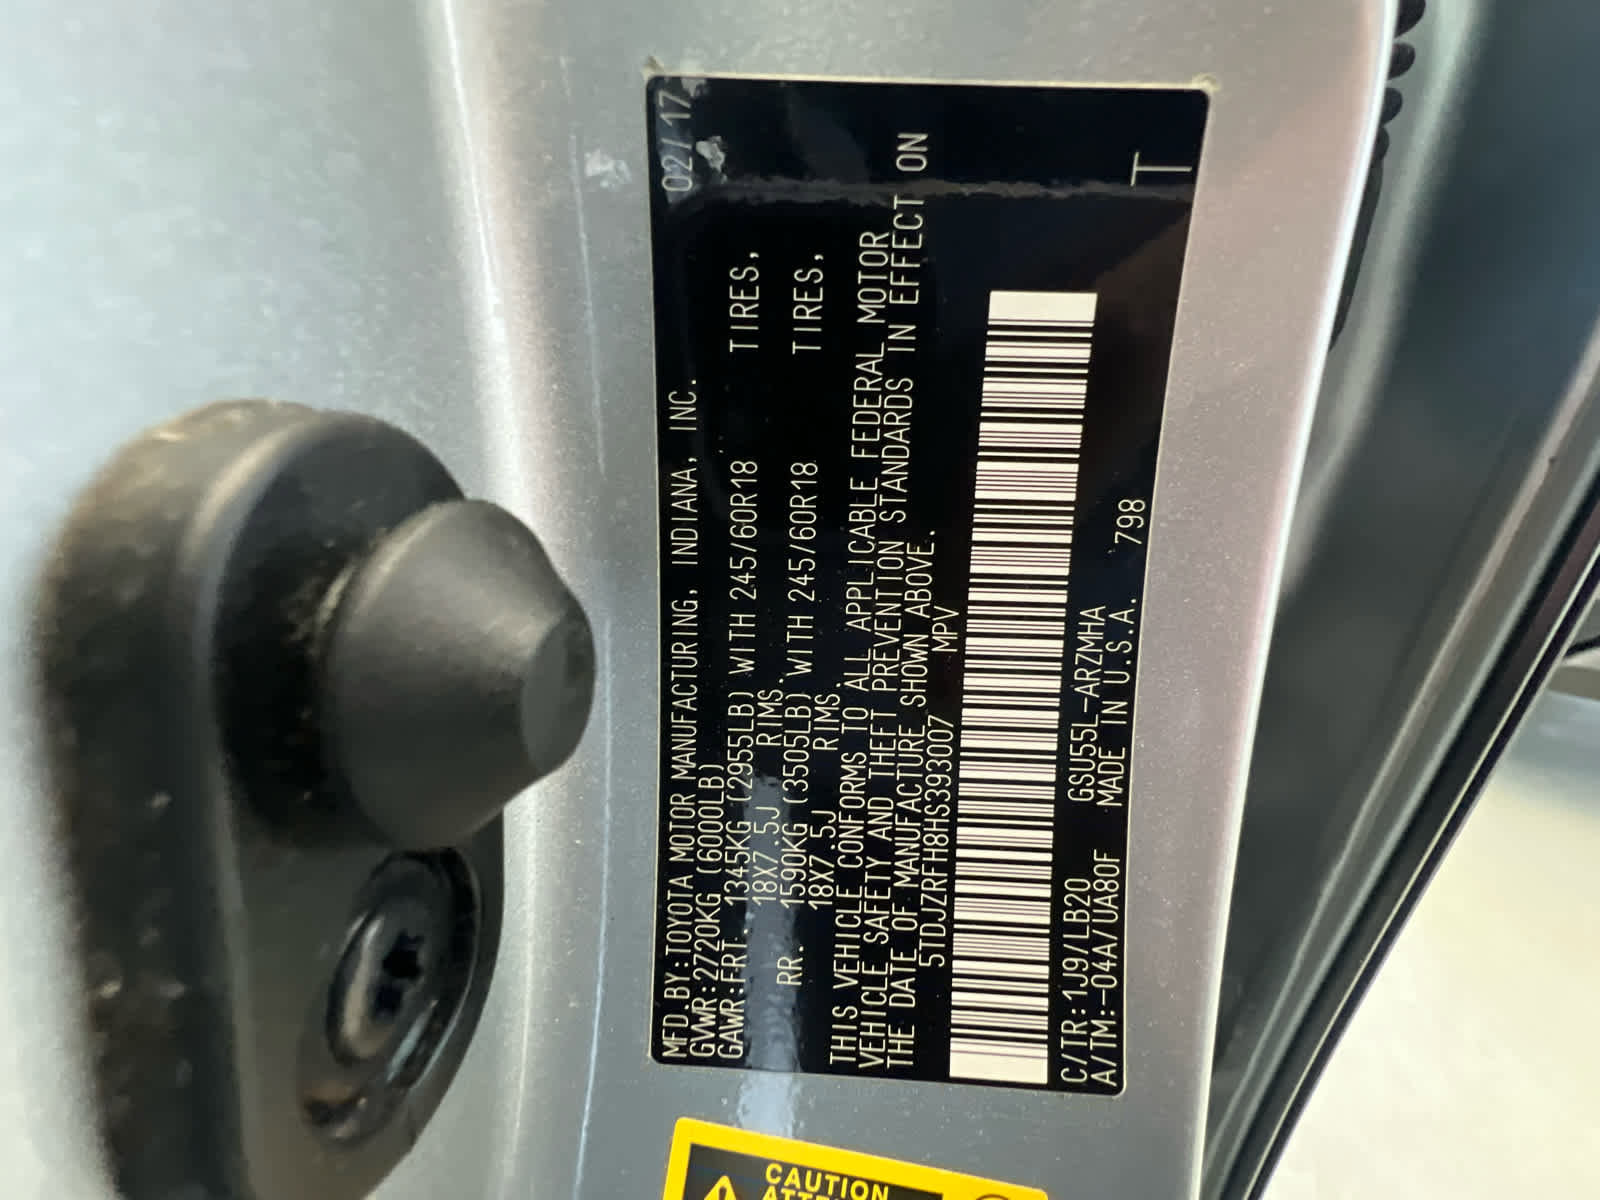 MFD.BY:TOYOTA MOTOR MANUFACTURING, INDIANA, INC. 02/17
GVWR:2720KG (6000LB)
GAWR:FRT. 1345KG (2955LB) WITH 245/60R18 TIRES,
18X7.5J RIMS.
RR. 1590KG (3505LB) WITH 245/60R18 TIRES,
18X7.5J RIMS.
THIS VEHICLE CONFORMS TO ALL APPLICABLE FEDERAL MOTOR
VEHICLE SAFETY AND THEFT PREVENTION STANDARDS IN EFFECT ON
THE DATE OF MANUFACTURE SHOWN ABOVE.
5TDJZRFH8HS393007 MPV
C/TR:1J9/LB20 GSU55L-ARZMHA
A/TM:-04A/UA80F MADE IN U.S.A. 798
T
CAUTION